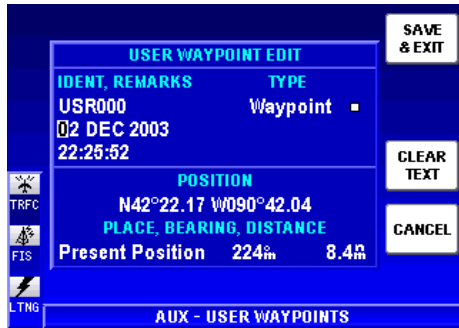 SAVE
& EXIT
USER WAYPOINT EDIT
IDENT, REMARKS TYPE
USR000 Waypoint
02 DEC 2003
22:25:52
CLEAR
TEXT
POSITION
N42°22.17 W090°42.04
PLACE, BEARING, DISTANCE
CANCEL
Present Position 224°m 8.4nm
TRFC
FIS
LTNG
AUX - USER WAYPOINTS